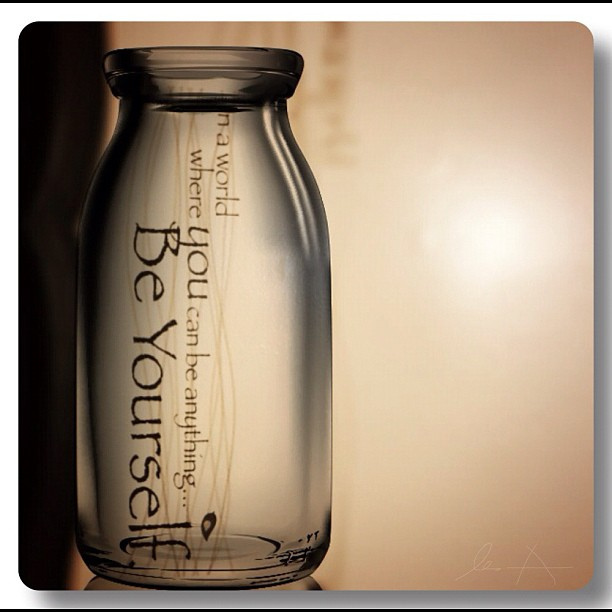 n a world
where you can be anything...
Be Yourself